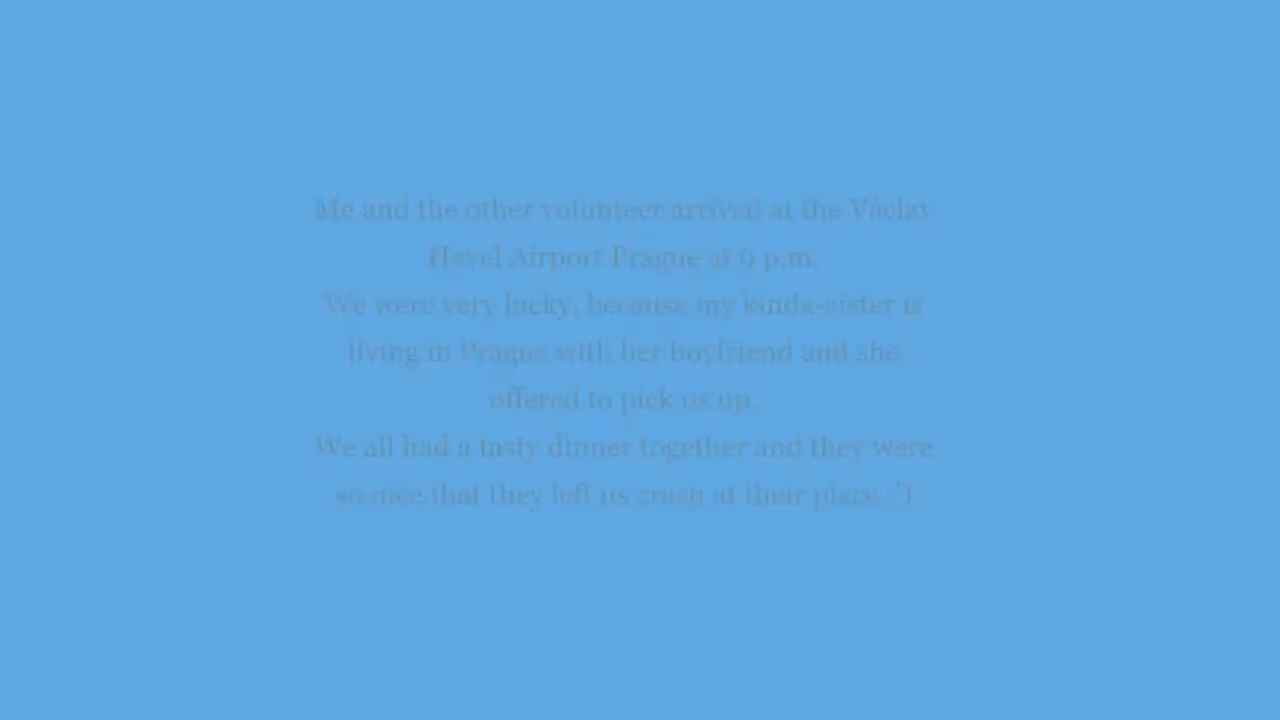 Me and the other volunteer arrived at the Václav
Havel Airport Prague at 9 p.m.
We were very lucky, because my kinda-sister is
living in Prague with her boyfriend and she
offered to pick us up.
We all had a tasty dinner together and they were
so nice that they left us crash at their place :')